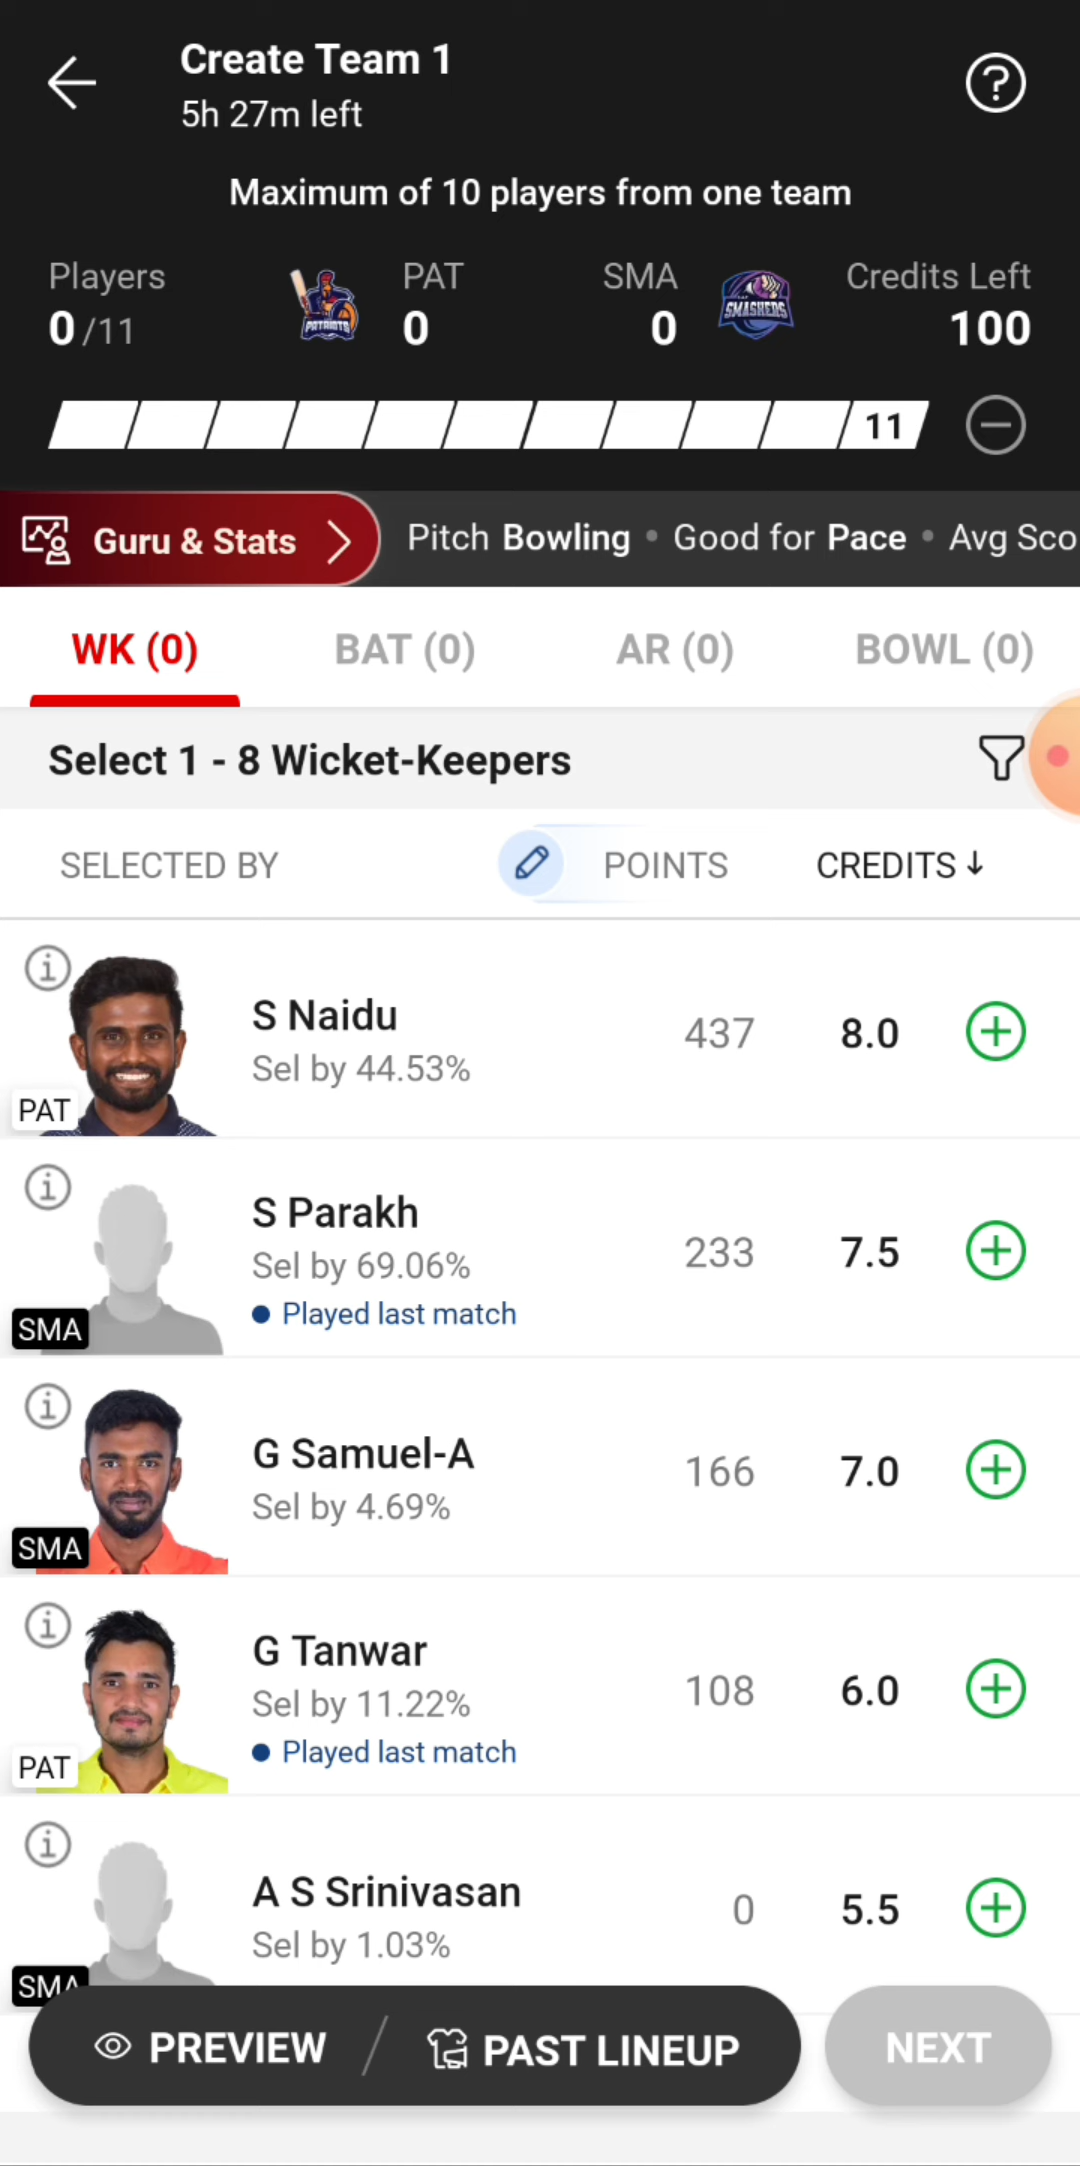 Create Team 1
5h 27m left
Maximum of 10 players from one team
Players PAT SMA Credits Left
0/11 0 0 100
PATRIOTS SMASHERS
11
Guru & Stats Pitch Bowling • Good for Pace • Avg Sco
WK (0) BAT (0) AR (0) BOWL (0)
Select 1 - 8 Wicket-Keepers
SELECTED BY POINTS CREDITS ↓
S Naidu
Sel by 44.53%
437 8.0
PAT
S Parakh
Sel by 69.06%
• Played last match
233 7.5
SMA
G Samuel-A
Sel by 4.69%
166 7.0
SMA
G Tanwar
Sel by 11.22%
• Played last match
108 6.0
PAT
A S Srinivasan
Sel by 1.03%
0 5.5
SMA
PREVIEW / PAST LINEUP NEXT